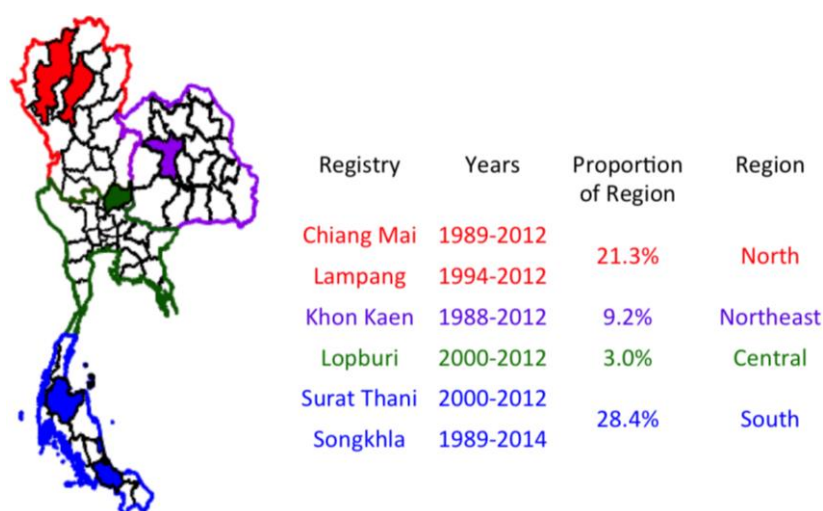 Registry Years Proportion of Region Region
Chiang Mai 1989-2012
21.3% North
Lampang 1994-2012
Khon Kaen 1988-2012 9.2% Northeast
Lopburi 2000-2012 3.0% Central
Surat Thani 2000-2012
28.4% South
Songkhla 1989-2014